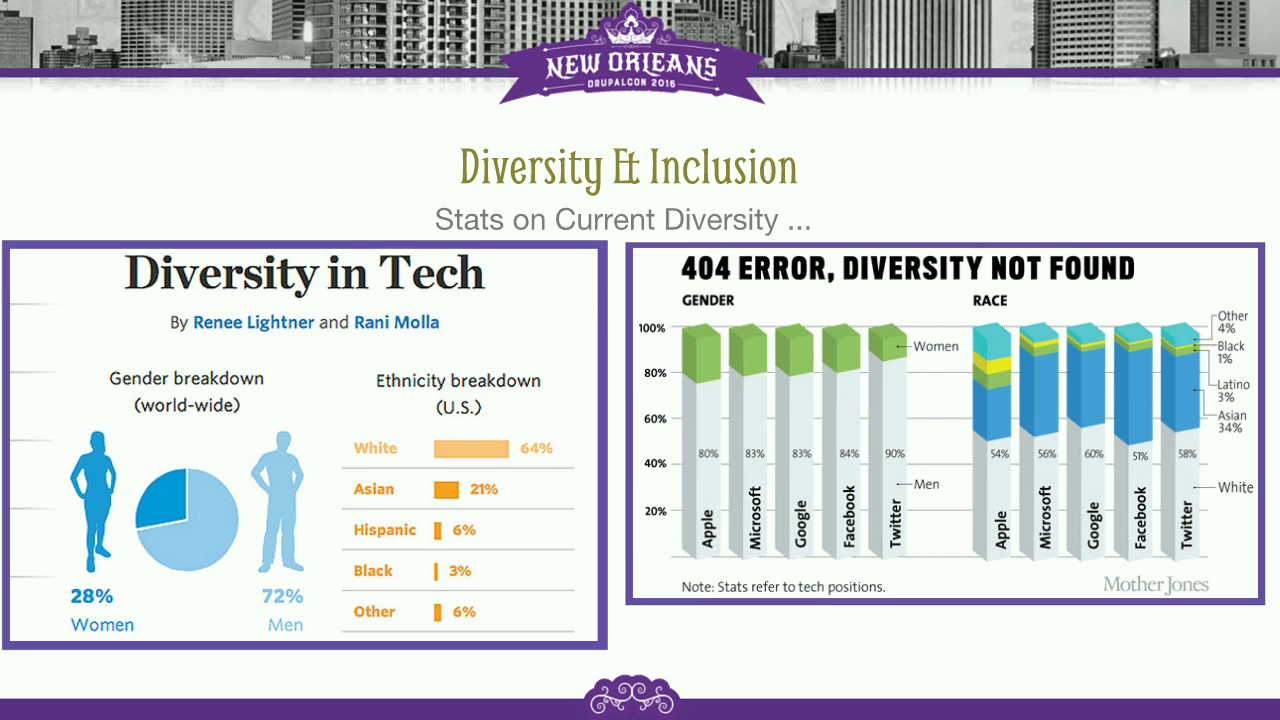 NEW ORLEANS
DRUPALCON 2016
Diversity & Inclusion
Stats on Current Diversity ...
Diversity in Tech
By Renee Lightner and Rani Molla
Gender breakdown
(world-wide)
28%
Women
72%
Men
Ethnicity breakdown
(U.S.)
White 64%
Asian 21%
Hispanic 6%
Black 3%
Other 6%
404 ERROR, DIVERSITY NOT FOUND
GENDER
100%
80%
60%
40%
20%
Women
Men
80% 83% 83% 84% 90%
Apple
Microsoft
Google
Facebook
Twitter
RACE
Other
4%
Black
1%
Latino
3%
Asian
34%
White
54% 56% 60% 51% 58%
Apple
Microsoft
Google
Facebook
Twitter
Note: Stats refer to tech positions.
Mother Jones